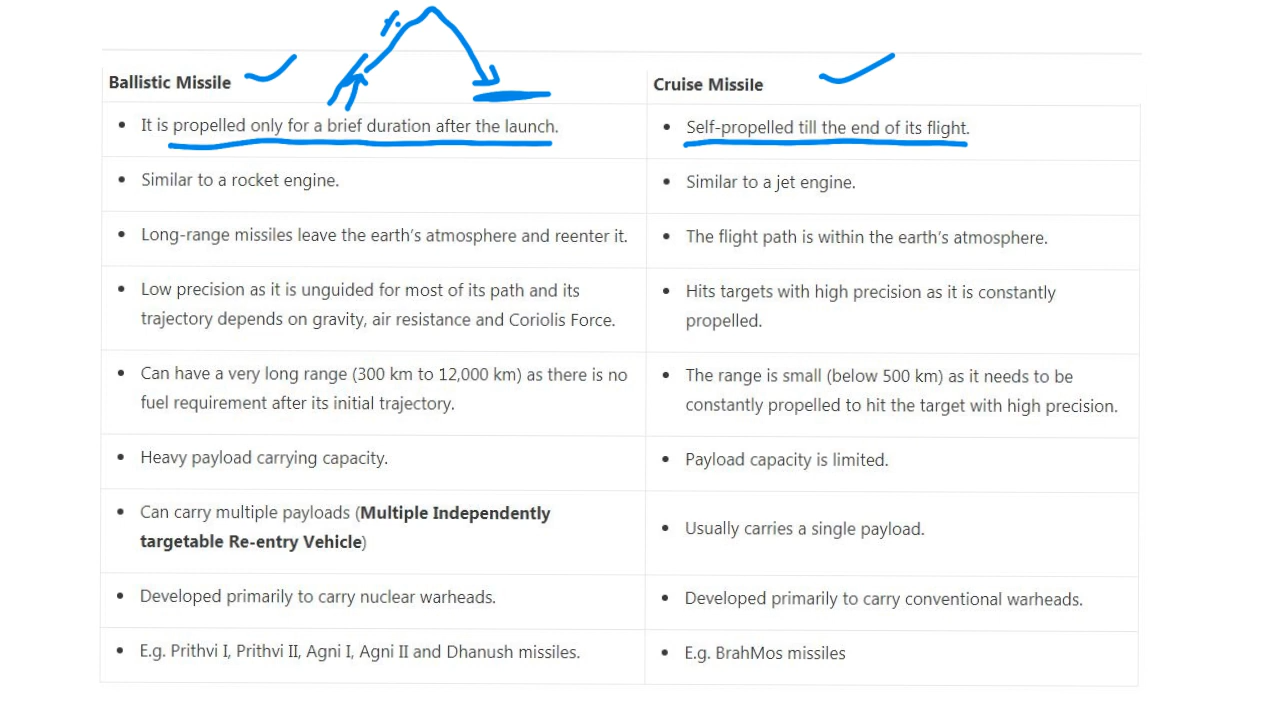 Ballistic Missile
Cruise Missile
• It is propelled only for a brief duration after the launch.
• Self-propelled till the end of its flight.
• Similar to a rocket engine.
• Similar to a jet engine.
• Long-range missiles leave the earth's atmosphere and reenter it.
• The flight path is within the earth's atmosphere.
• Low precision as it is unguided for most of its path and its
trajectory depends on gravity, air resistance and Coriolis Force.
• Hits targets with high precision as it is constantly
propelled.
• Can have a very long range (300 km to 12,000 km) as there is no
fuel requirement after its initial trajectory.
• The range is small (below 500 km) as it needs to be
constantly propelled to hit the target with high precision.
• Heavy payload carrying capacity.
• Payload capacity is limited.
• Can carry multiple payloads (Multiple Independently
targetable Re-entry Vehicle)
• Usually carries a single payload.
• Developed primarily to carry nuclear warheads.
• Developed primarily to carry conventional warheads.
• E.g. Prithvi I, Prithvi II, Agni I, Agni II and Dhanush missiles.
• E.g. BrahMos missiles